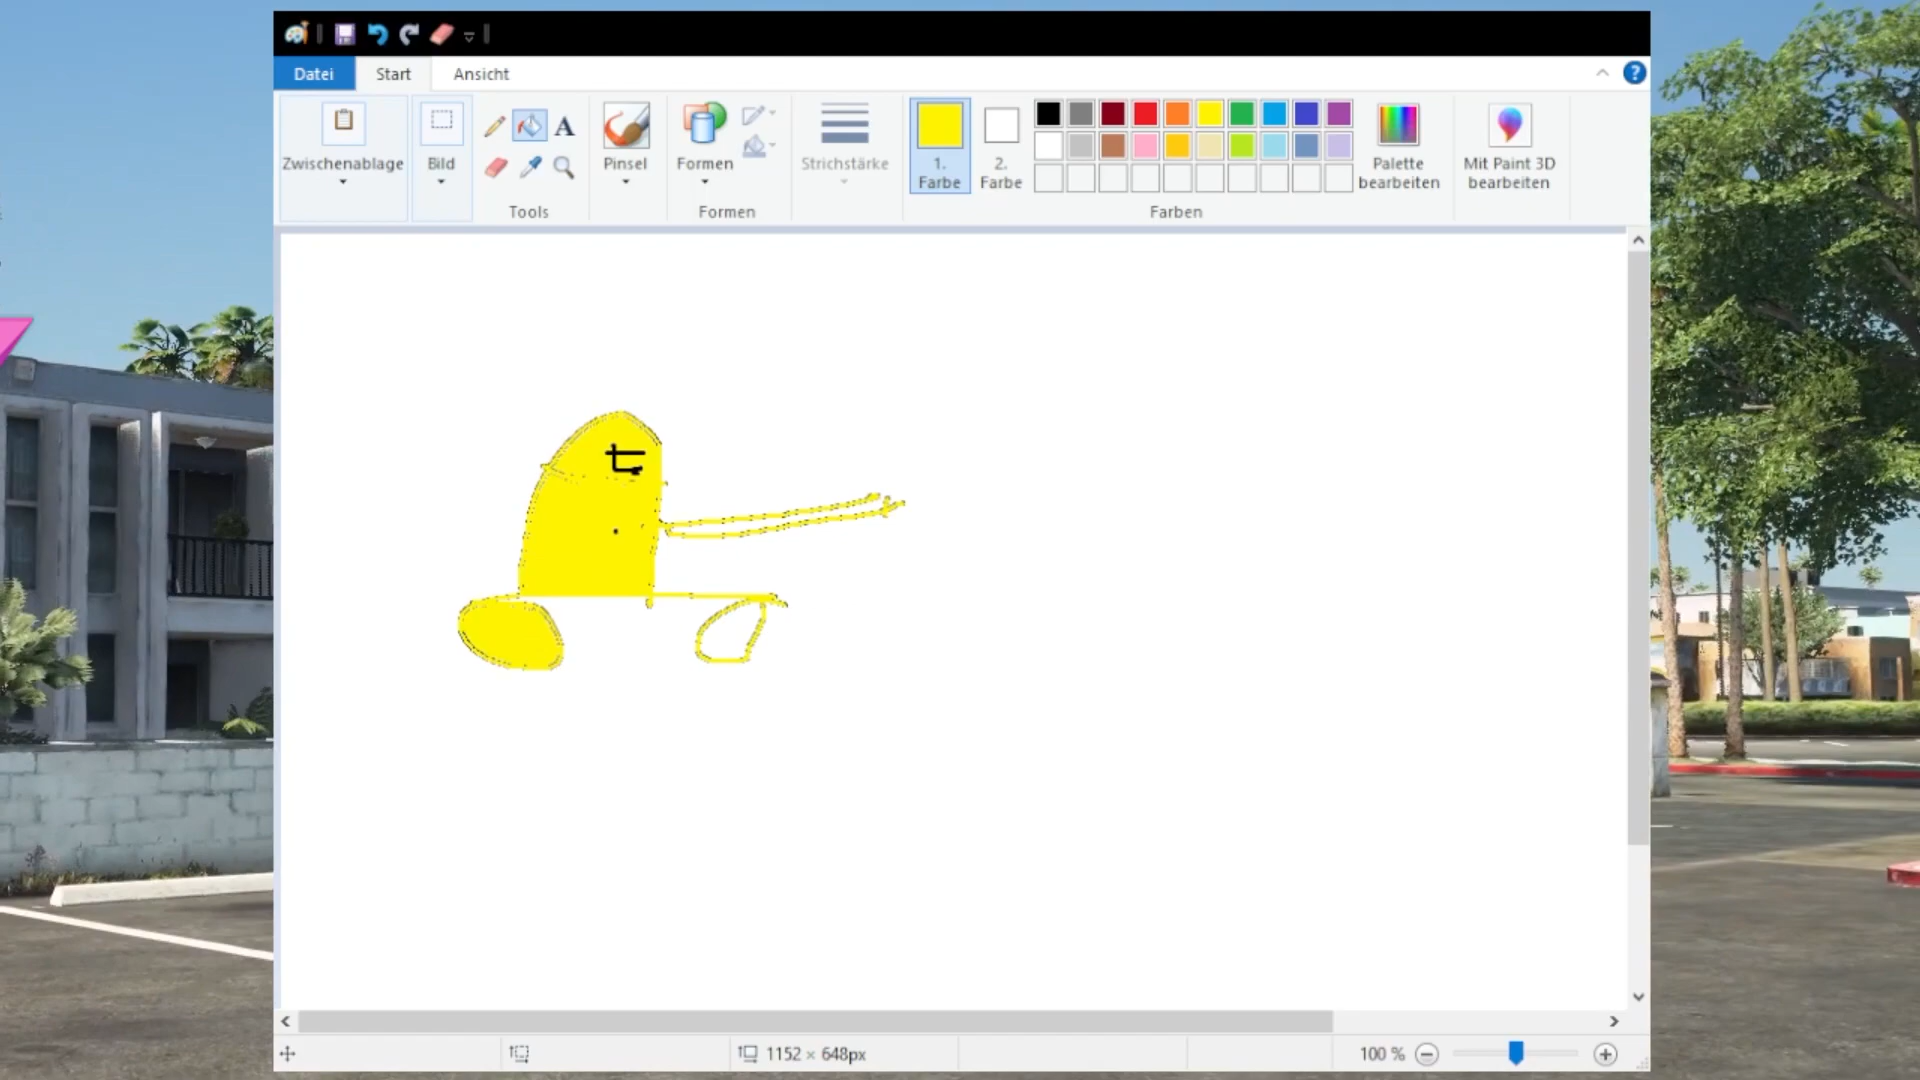 Datei Start Ansicht
Zwischenablage
Bild
A
Tools
Pinsel
Formen
Formen
Strichstärke
1.
Farbe
2.
Farbe
Farben
Palette
bearbeiten
Mit Paint 3D
bearbeiten
?
t
1152 × 648px
100 %